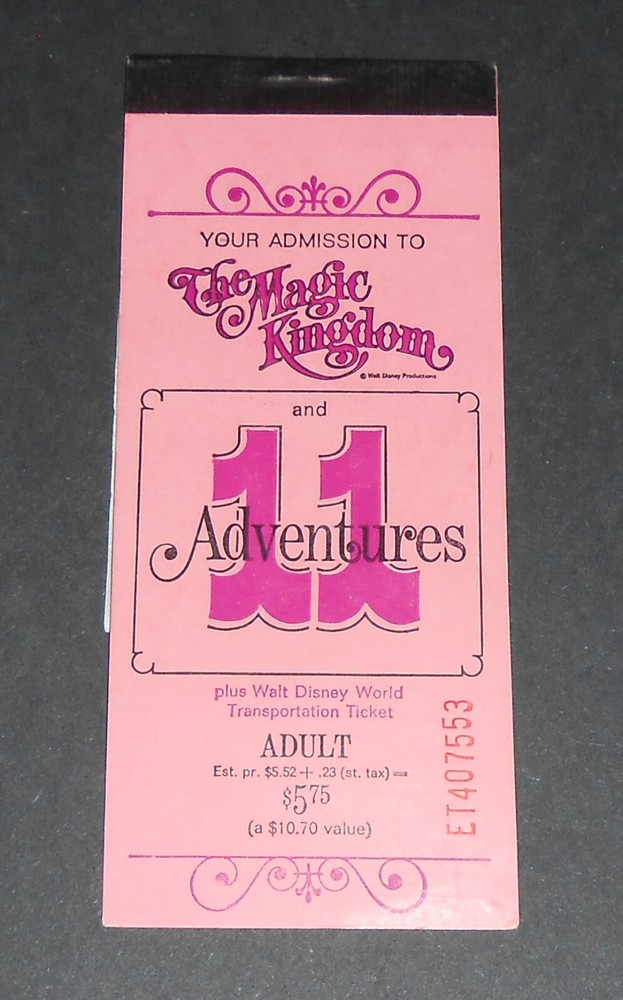 YOUR ADMISSION TO
The Magic
Kingdom
© Walt Disney Productions
and
11
Adventures
plus Walt Disney World
Transportation Ticket
ADULT
Est. pr. $5.52 + .23 (st. tax) =
$5 75
(a $10.70 value)
ET407553